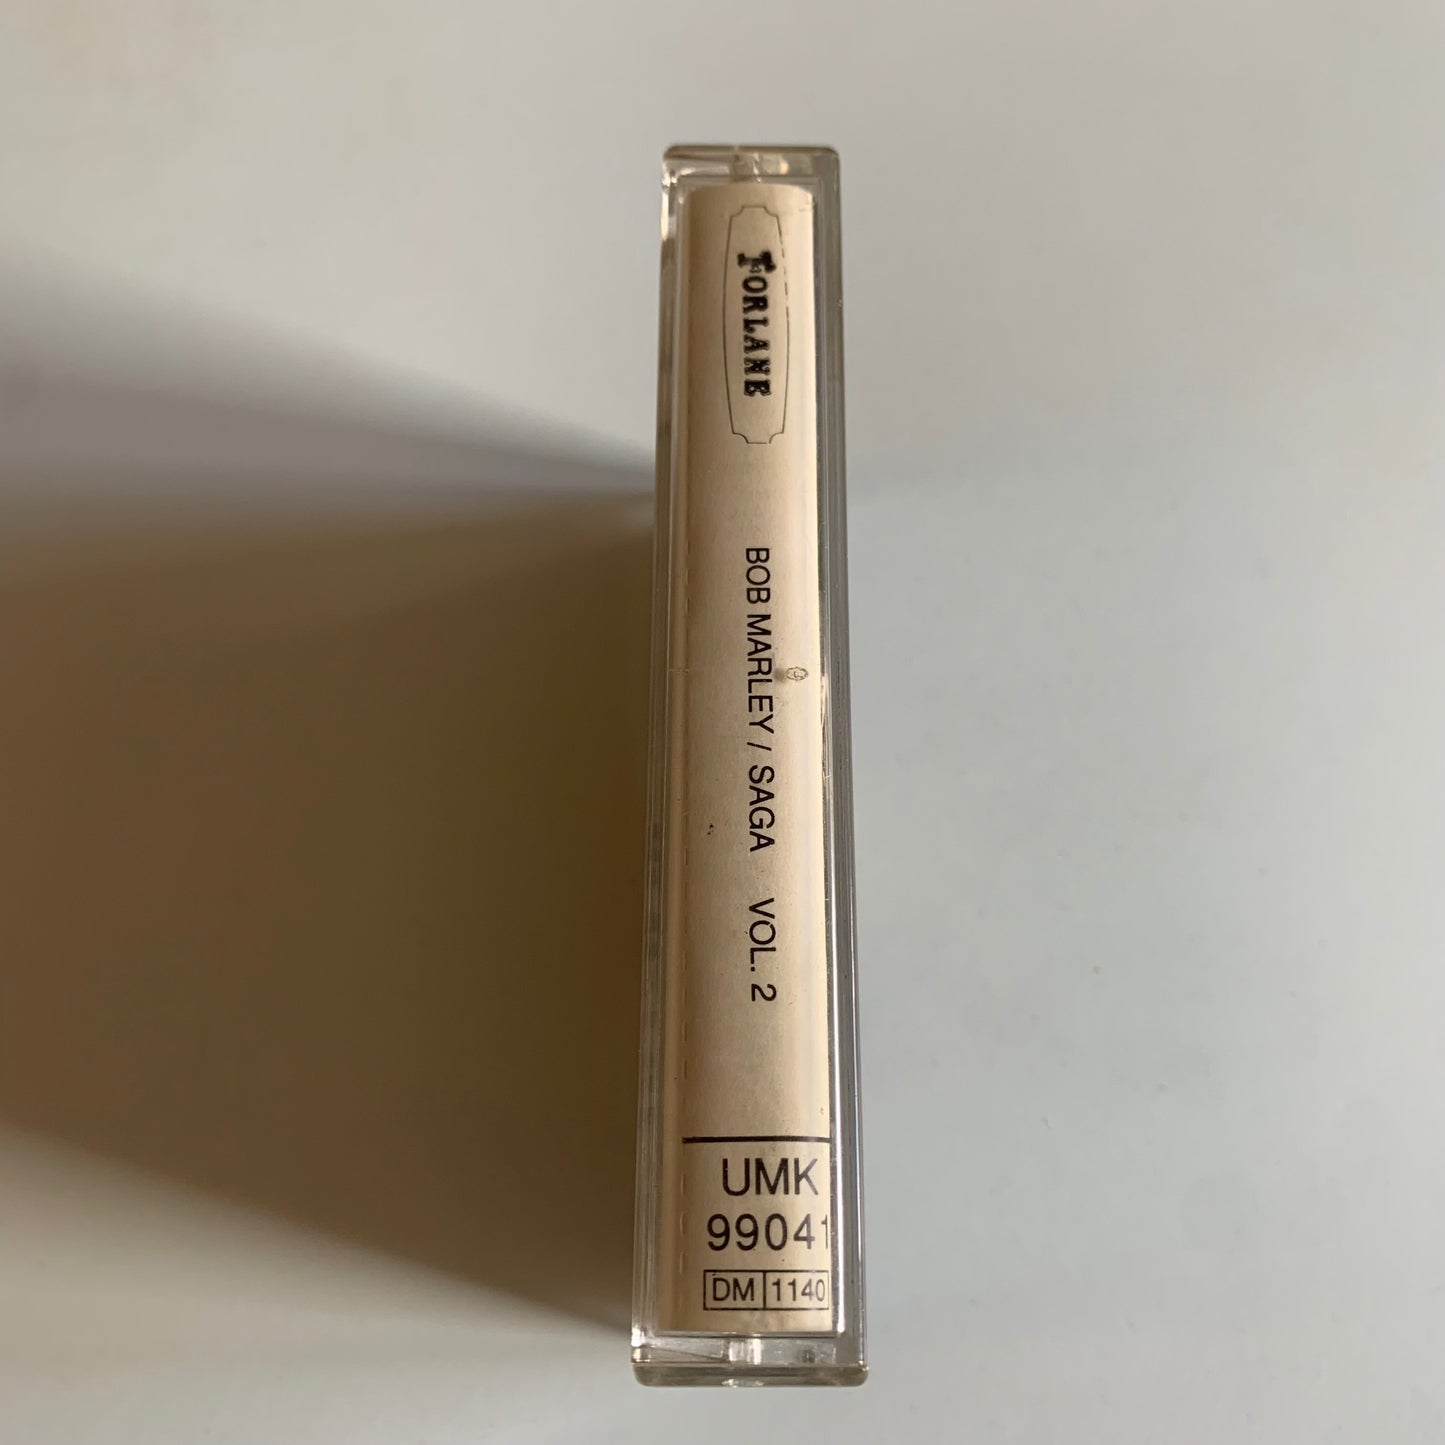 FORLANE
BOB MARLEY / SAGA VOL. 2
UMK
99041
DM 1140